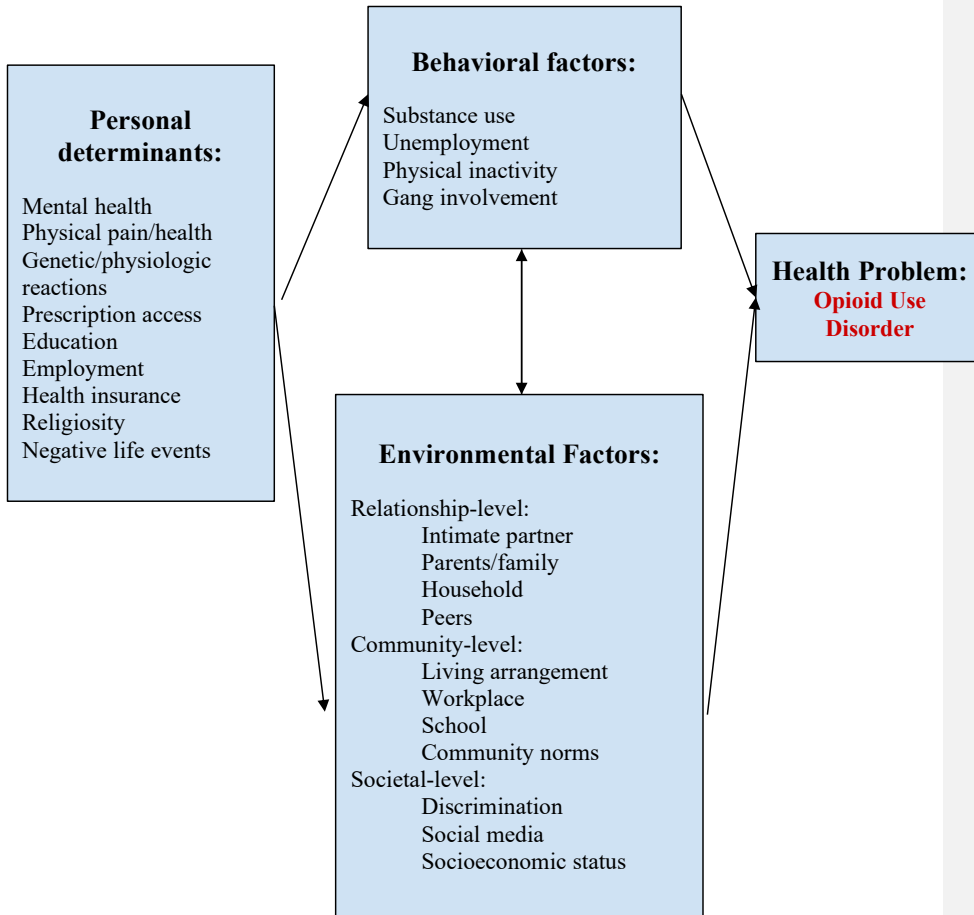 Personal
determinants:
Mental health
Physical pain/health
Genetic/physiologic
reactions
Prescription access
Education
Employment
Health insurance
Religiosity
Negative life events
Behavioral factors:
Substance use
Unemployment
Physical inactivity
Gang involvement
Environmental Factors:
Relationship-level:
Intimate partner
Parents/family
Household
Peers
Community-level:
Living arrangement
Workplace
School
Community norms
Societal-level:
Discrimination
Social media
Socioeconomic status
Health Problem:
Opioid Use
Disorder